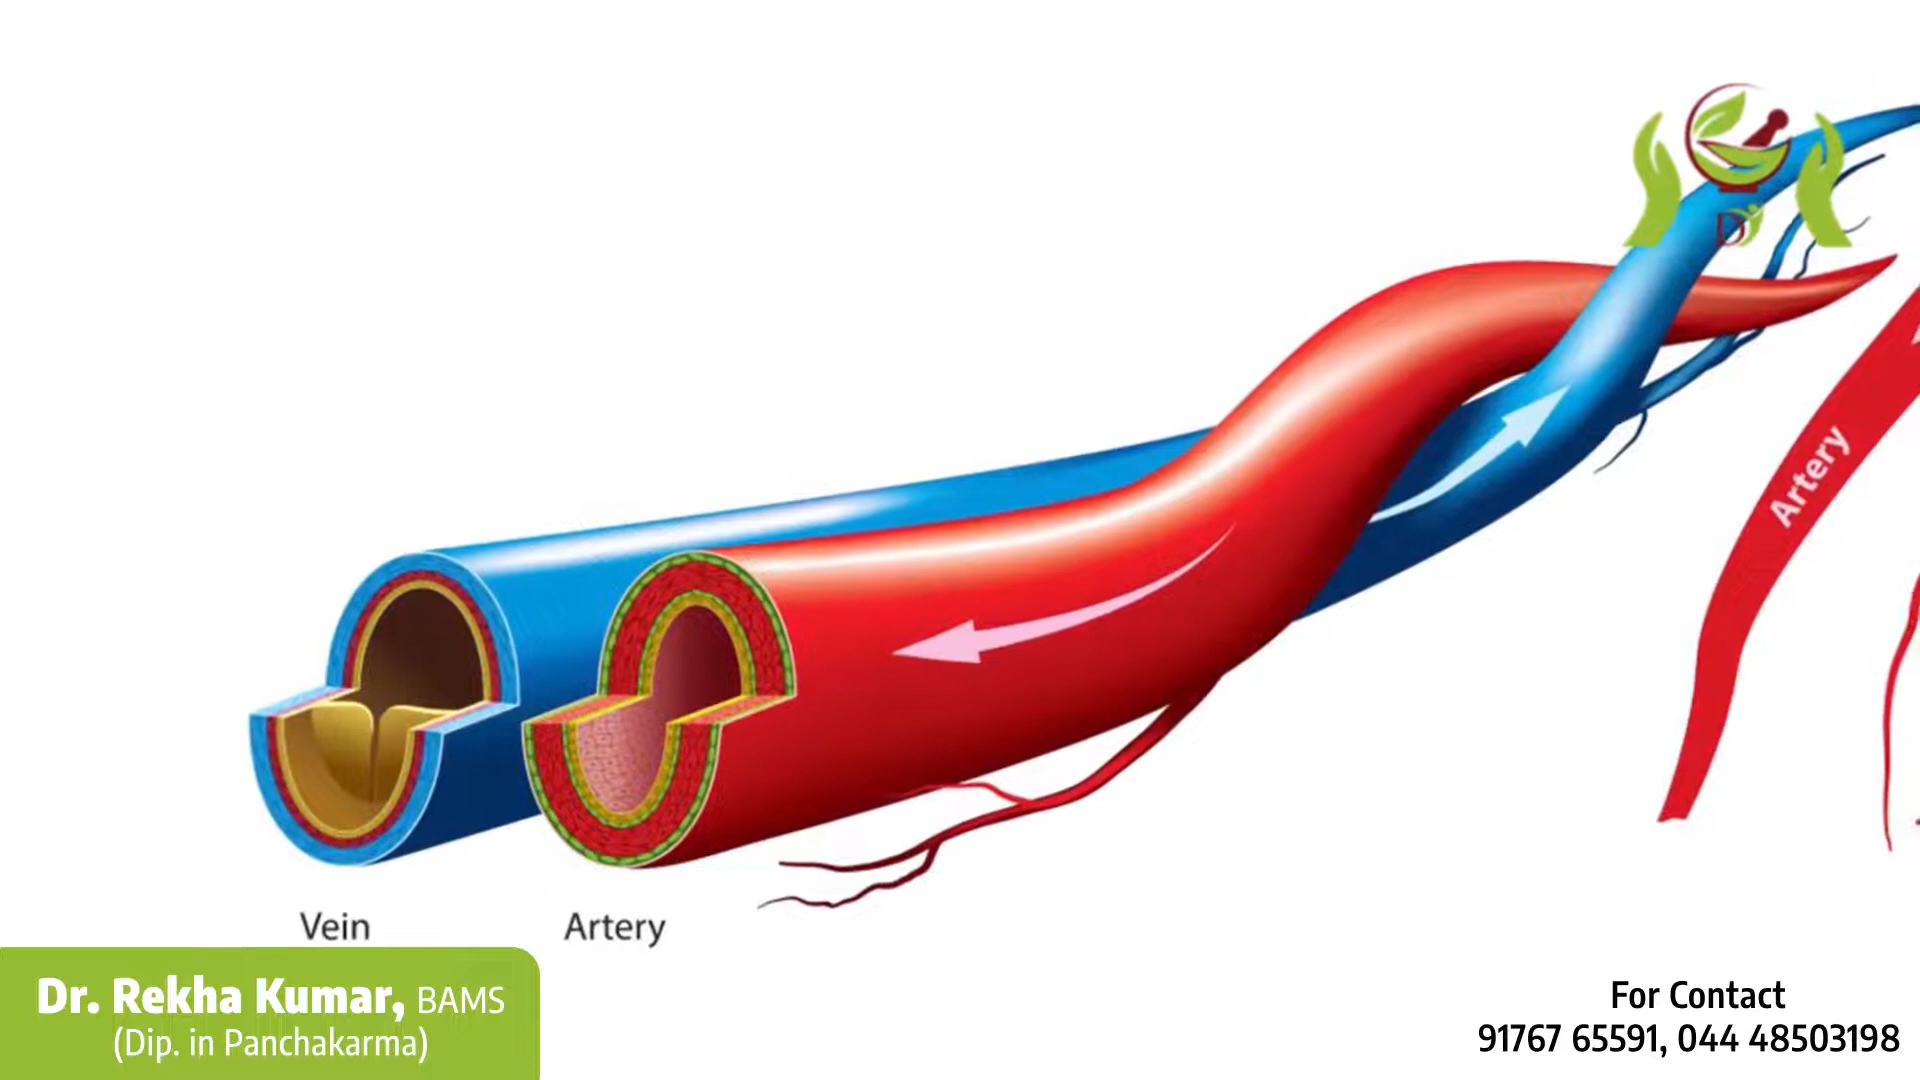 Artery
Vein
Artery
Dr. Rekha Kumar, BAMS
(Dip. in Panchakarma)
For Contact
91767 65591, 044 48503198